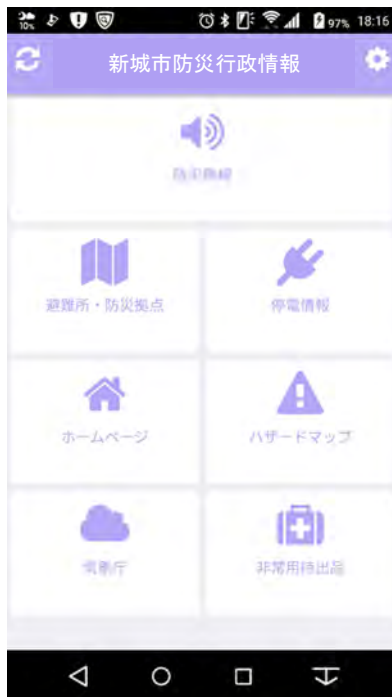 10%
97% 18:16
新城市防災行政情報
防災無線
避難所・防災拠点
停電情報
ホームページ
ハザードマップ
気象庁
非常用持出品